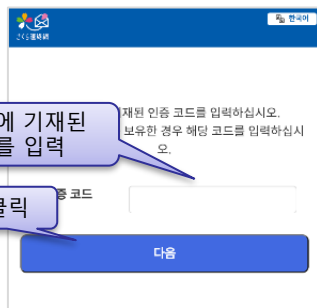 さくら連絡網
한국어
재된 인증 코드를 입력하십시오.
보유한 경우 해당 코드를 입력하십시
오.
에 기재된
를 입력
증 코드
클릭
다음